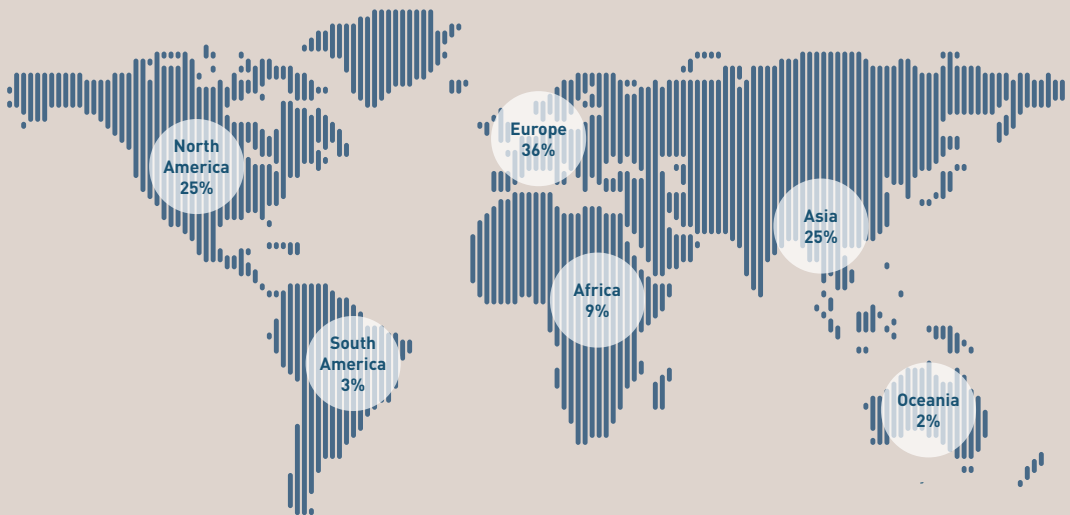 North
America
25%
Europe
36%
Asia
25%
Africa
9%
South
America
3%
Oceania
2%